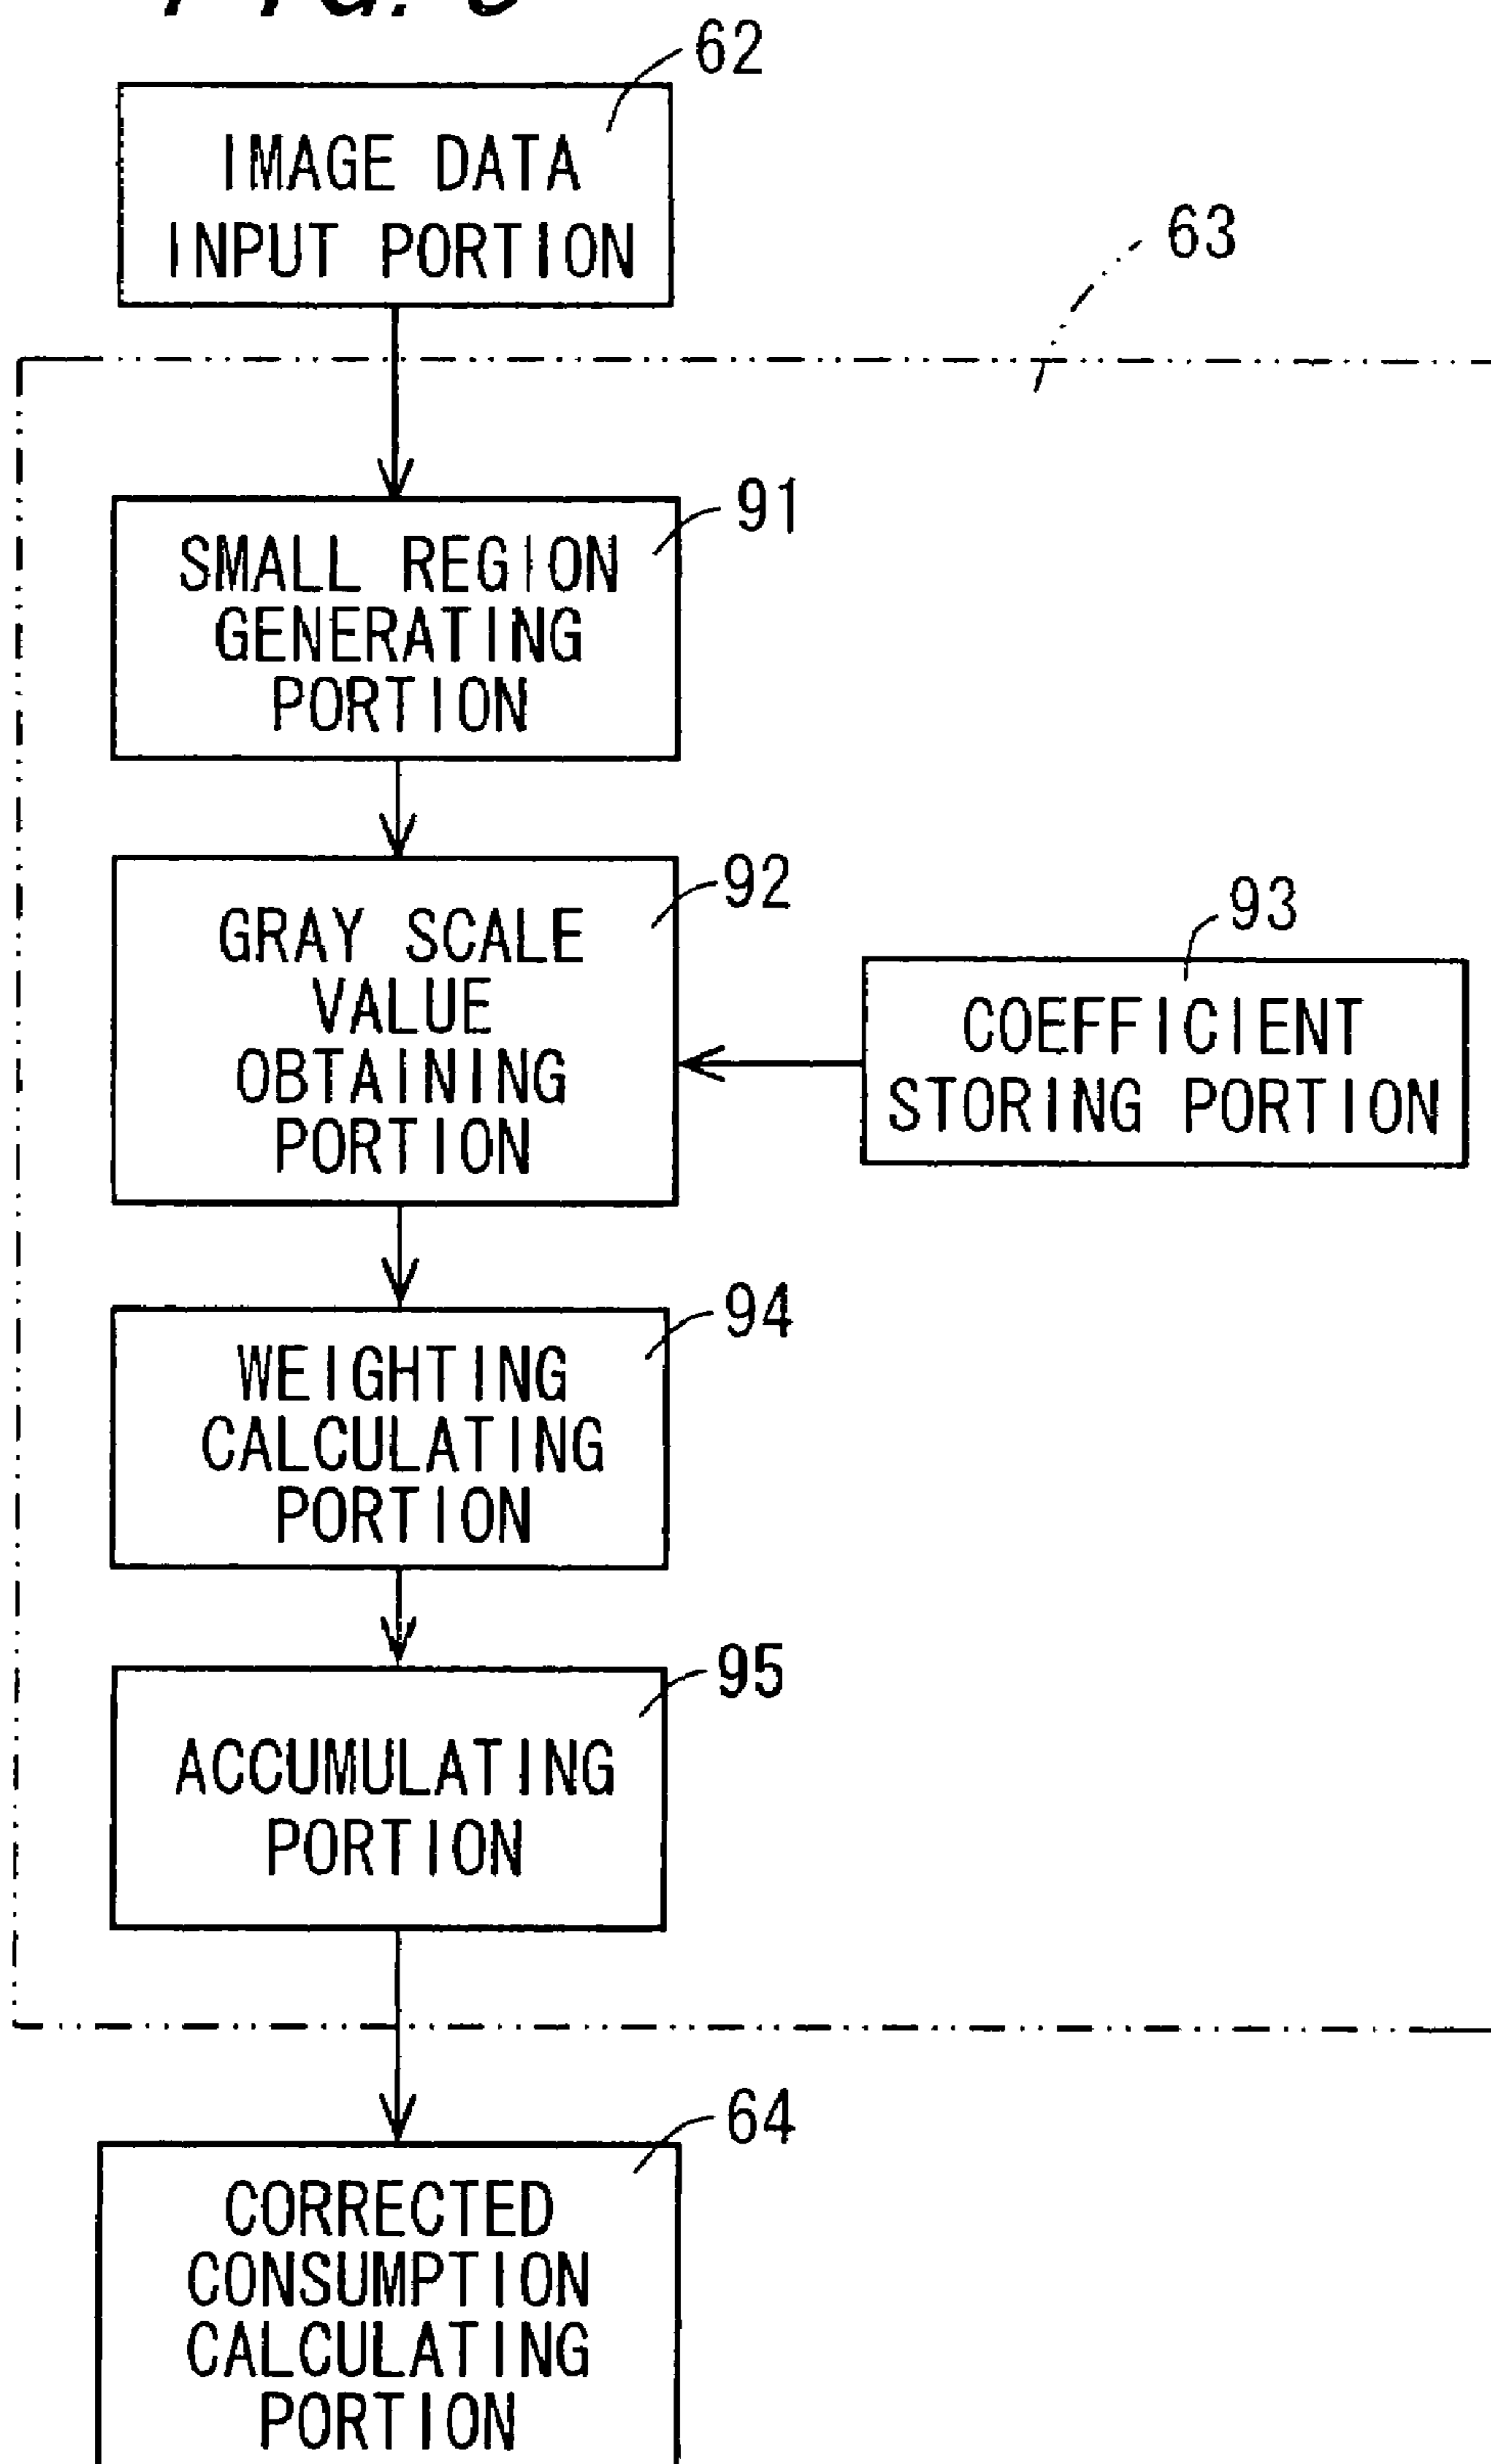 62
IMAGE DATA
INPUT PORTION
63
91
SMALL REGION
GENERATING
PORTION
92
GRAY SCALE
VALUE
OBTAINING
PORTION
93
COEFFICIENT
STORING PORTION
94
WEIGHTING
CALCULATING
PORTION
95
ACCUMULATING
PORTION
64
CORRECTED
CONSUMPTION
CALCULATING
PORTION